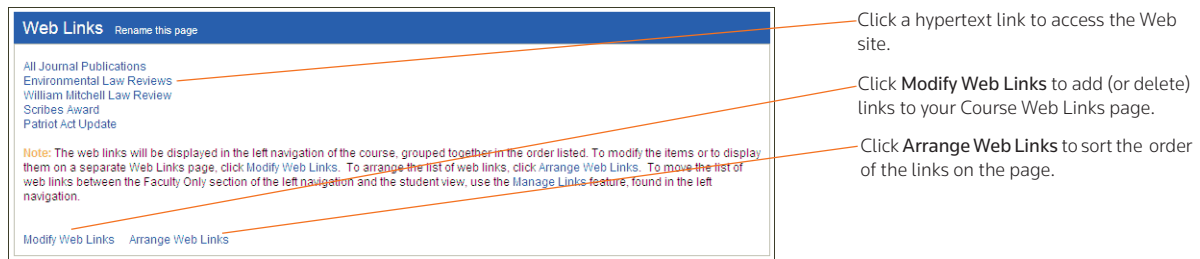 Web Links Rename this page
All Journal Publications
Environmental Law Reviews
William Mitchell Law Review
Scribes Award
Patriot Act Update
Note: The web links will be displayed in the left navigation of the course, grouped together in the order listed. To modify the items or to display
them on a separate Web Links page, click Modify Web Links. To arrange the list of web links, click Arrange Web Links. To move the list of
web links between the Faculty Only section of the left navigation and the student view, use the Manage Links feature, found in the left
navigation.
Modify Web Links Arrange Web Links
Click a hypertext link to access the Web
site.
Click Modify Web Links to add (or delete)
links to your Course Web Links page.
Click Arrange Web Links to sort the order
of the links on the page.